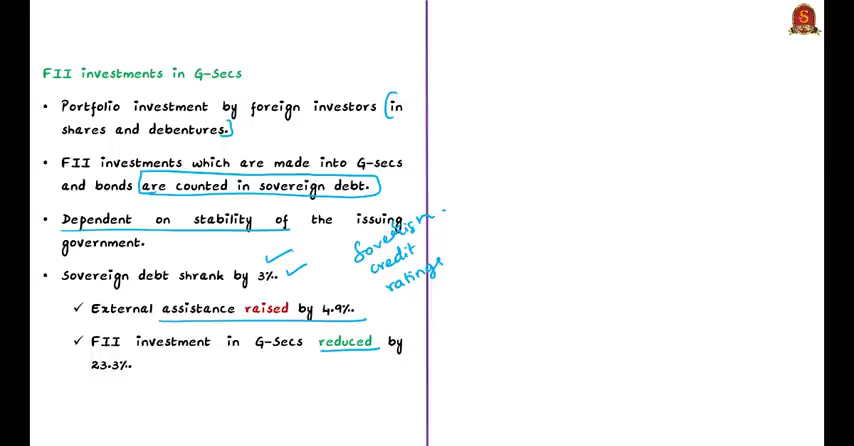 FII investments in G-Secs
• Portfolio investment by foreign investors (in
shares and debentures.)
• FII investments which are made into G-secs
and bonds are counted in sovereign debt.
• Dependent on stability of the issuing
government.
• Sovereign debt shrank by 3%.
✓ External assistance raised by 4.9%.
✓ FII investment in G-Secs reduced by
23.3%.
credit
ratings
S